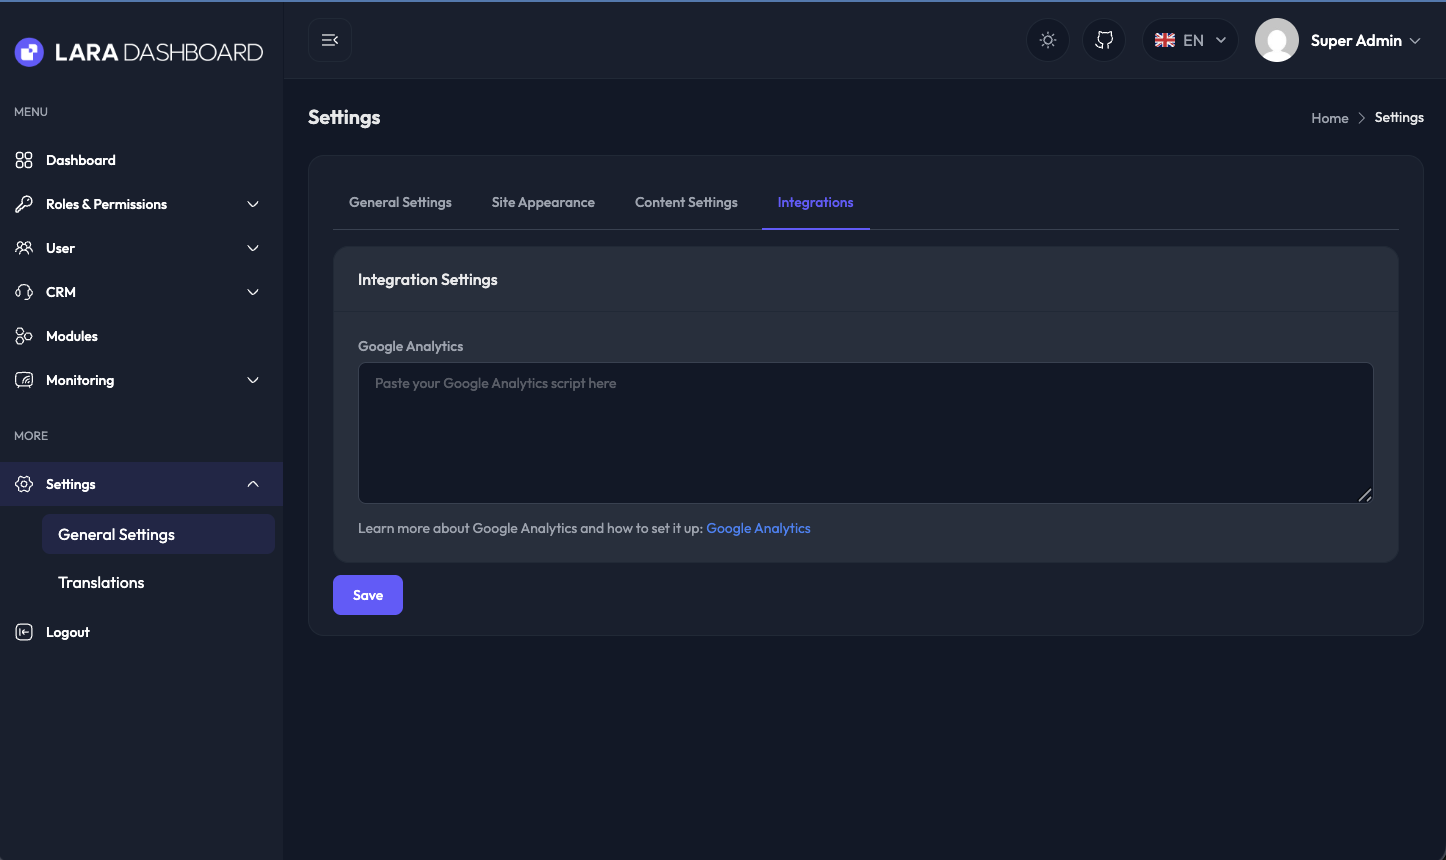 LARA DASHBOARD
EN
Super Admin
MENU
Dashboard
Roles & Permissions
User
CRM
Modules
Monitoring
MORE
Settings
General Settings
Translations
Logout
Settings
Home > Settings
General Settings
Site Appearance
Content Settings
Integrations
Integration Settings
Google Analytics
Paste your Google Analytics script here
Learn more about Google Analytics and how to set it up: Google Analytics
Save